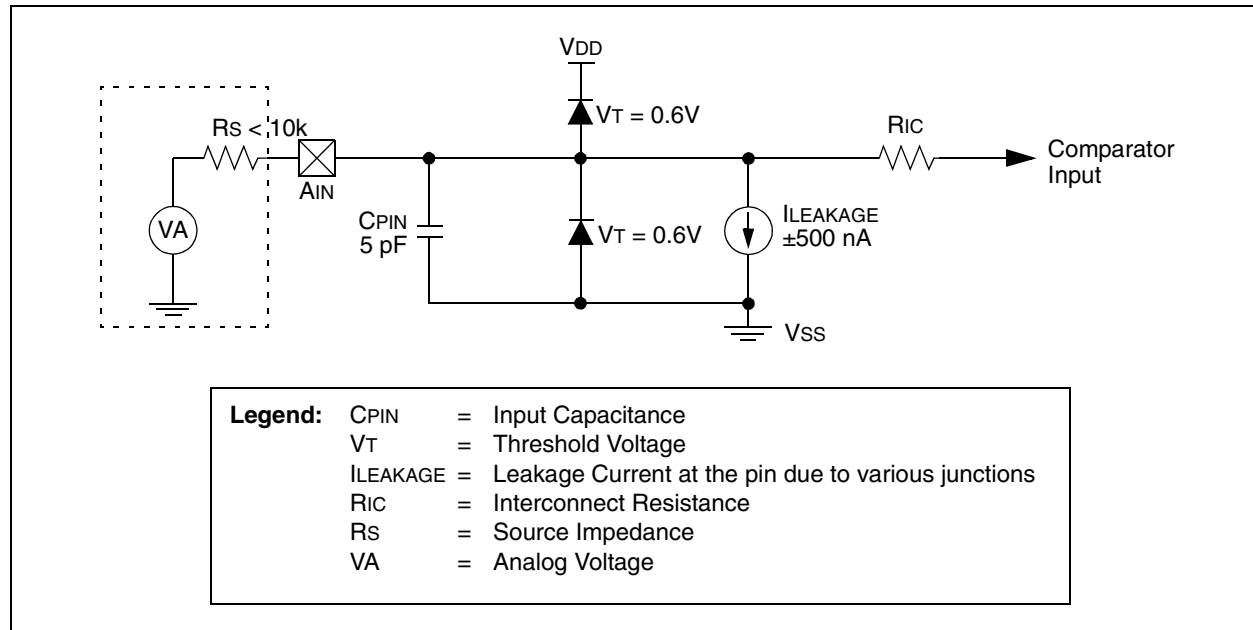 VDD
VT = 0.6V
RS < 10k
RIC
Comparator
Input
AIN
VA
CPIN
5 pF
VT = 0.6V
ILEAKAGE
±500 nA
VSS
Legend: CPIN = Input Capacitance
VT = Threshold Voltage
ILEAKAGE = Leakage Current at the pin due to various junctions
RIC = Interconnect Resistance
RS = Source Impedance
VA = Analog Voltage